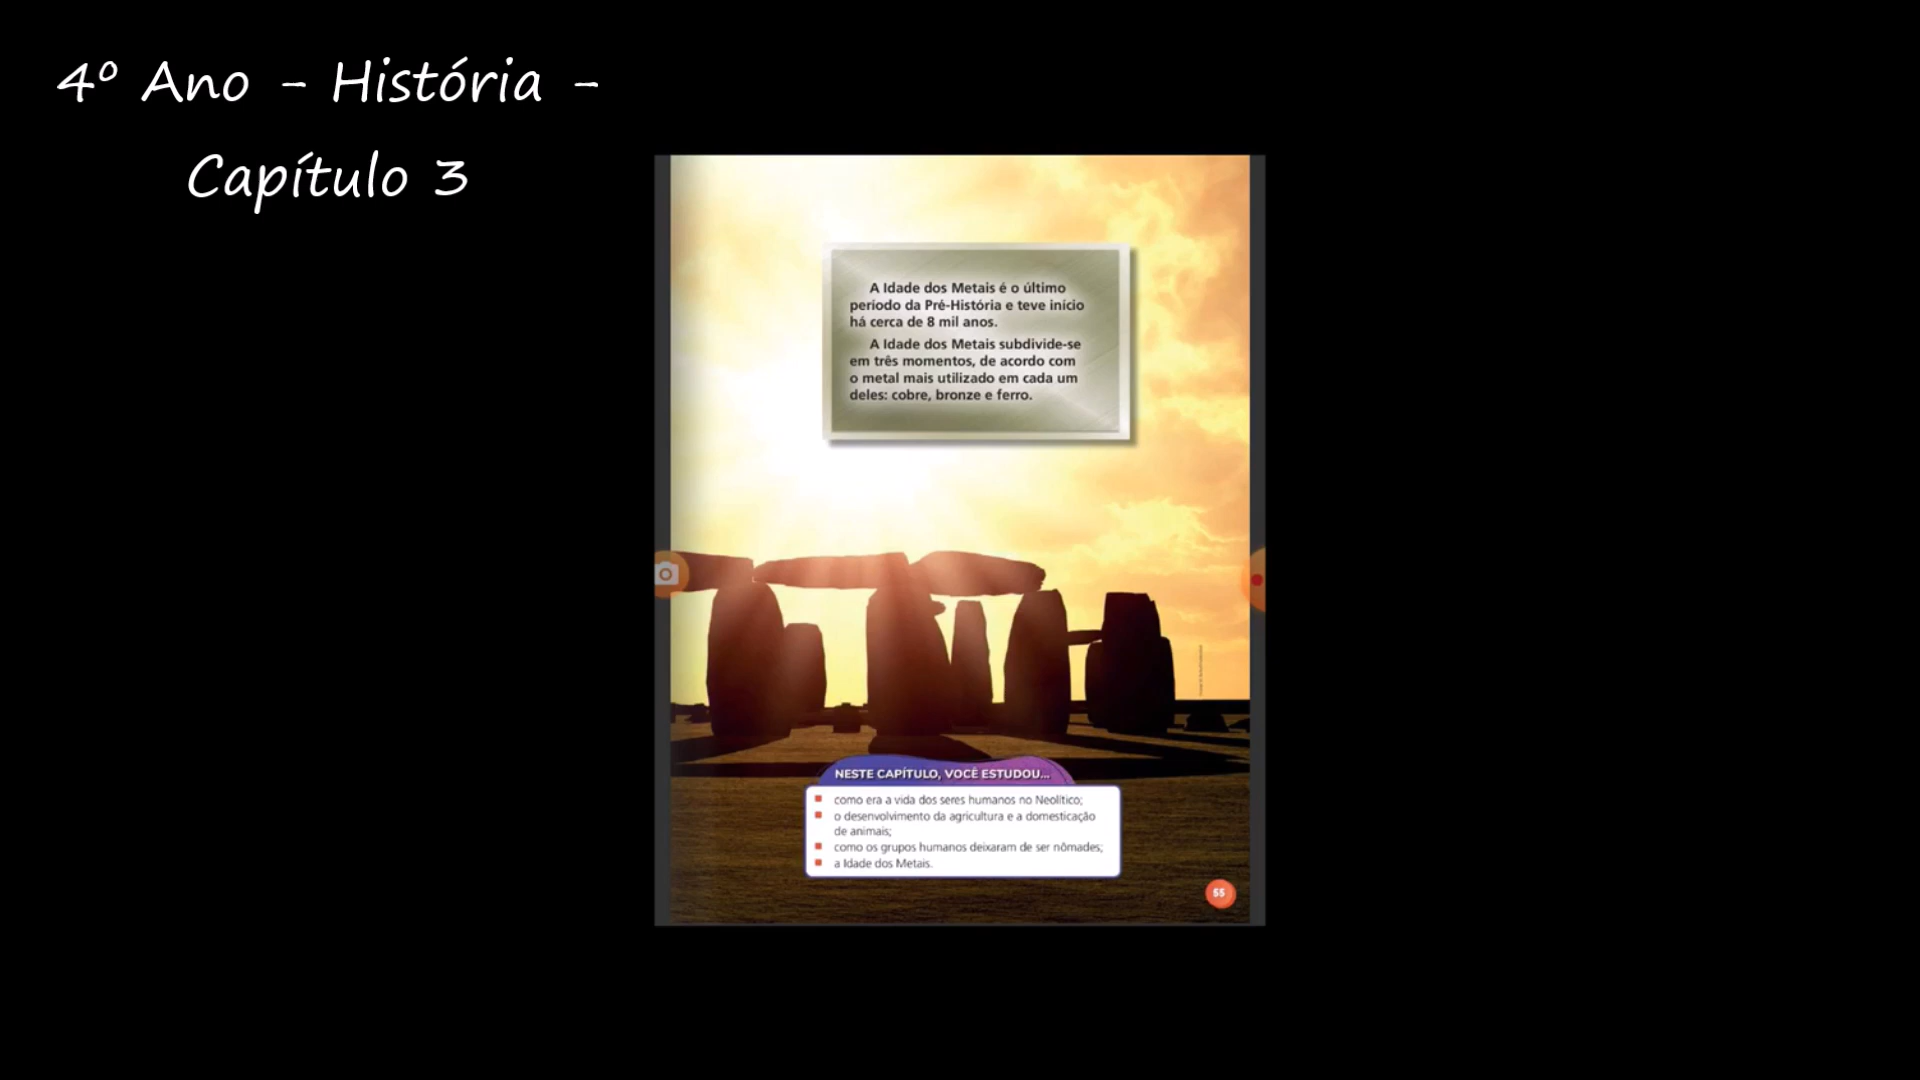 4º Ano - História -
Capítulo 3
A Idade dos Metais é o último
período da Pré-História e teve início
há cerca de 8 mil anos.
A Idade dos Metais subdivide-se
em três momentos, de acordo com
o metal mais utilizado em cada um
deles: cobre, bronze e ferro.
NESTE CAPÍTULO, VOCÊ ESTUDOU...
como era a vida dos seres humanos no Neolítico;
o desenvolvimento da agricultura e a domesticação
de animais;
como os grupos humanos deixaram de ser nômades;
a Idade dos Metais.
55